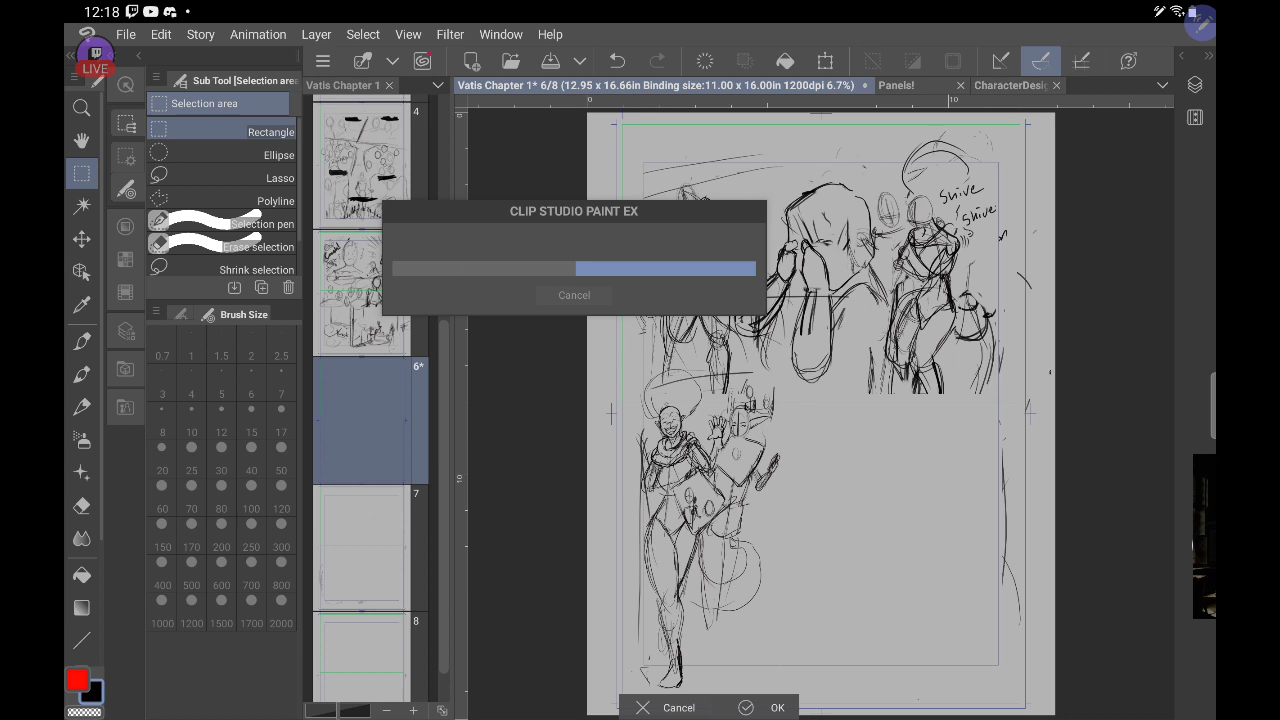 12:18
File Edit Story Animation Layer Select View Filter Window Help
LIVE
Sub Tool [Selection area
Vatis Chapter 1
Vatis Chapter 1* 6/8 (12.95 x 16.66in Binding size:11.00 x 16.00in 1200dpi 6.7%)
Panels!
CharacterDesig
Selection area
Rectangle
Ellipse
Lasso
Polyline
Selection pen
Erase selection
Shrink selection
Brush Size
0.7 1 1.5 2 2.5
3 4 5 6 7
8 10 12 15 17
20 25 30 40 50
60 70 80 100 120
150 170 200 250 300
400 500 600 700 800
1000 1200 1500 1700 2000
4
6*
7
8
0 10
0
10
CLIP STUDIO PAINT EX
Cancel
Shive
Shive
Cancel OK